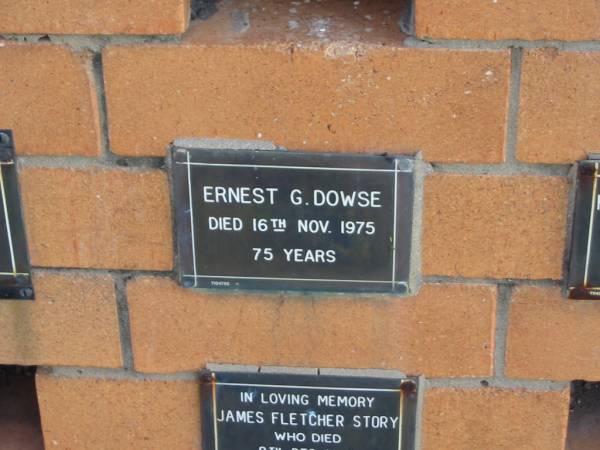 ERNEST G. DOWSE
DIED 16TH NOV. 1975
75 YEARS
IN LOVING MEMORY
JAMES FLETCHER STORY
WHO DIED